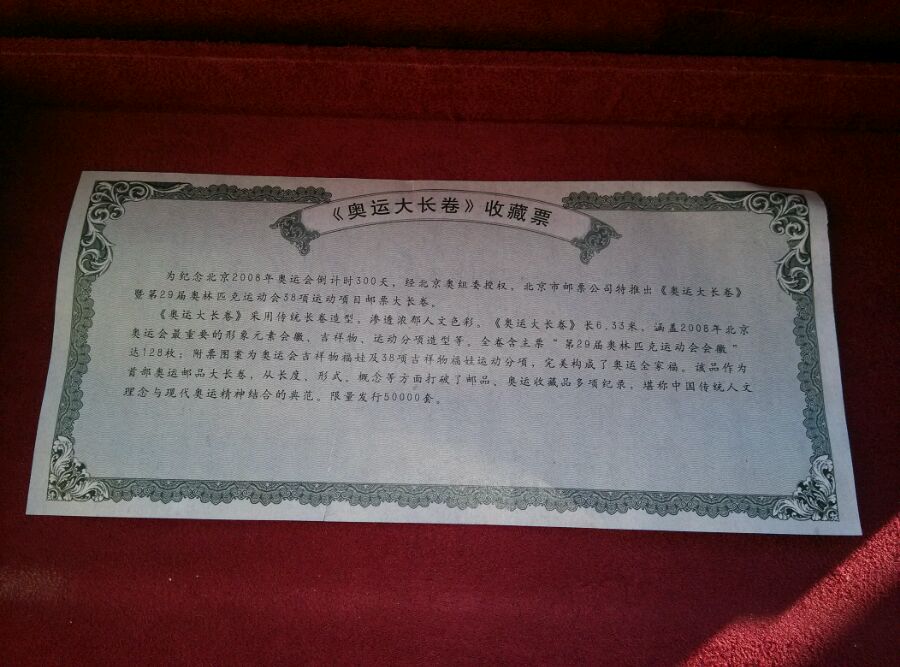 《奥运大长卷》收藏票
为纪念北京2008年奥运会倒计时300天，经北京奥组委授权，北京市邮票公司特推出《奥运大长卷》
暨第29届奥林匹克运动会38项运动项目邮票大长卷。
《奥运大长卷》采用传统长卷造型，渗透浓郁人文色彩。《奥运大长卷》长6.33米，涵盖2008年北京
奥运会最重要的形象元素会徽、吉祥物、运动分项造型等。全卷含主票“第29届奥林匹克运动会会徽”
达128枚；附票图案为奥运会吉祥物福娃及38项吉祥物福娃运动分项，完美构成了奥运全家福。该品作为
首部奥运邮品大长卷，从长度、形式、概念等方面打破了邮品、奥运收藏品多项纪录，堪称中国传统人文
理念与现代奥运精神结合的典范。限量发行50000套。